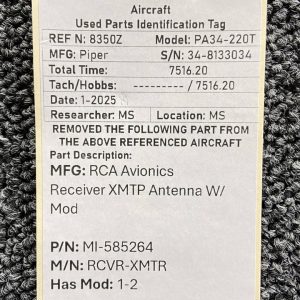 Aircraft
Used Parts Identification Tag
REF N: 8350Z Model: PA34-220T
MFG: Piper S/N: 34-8133034
Total Time: 7516.20
Tach/Hobbs: --------- / 7516.20
Date: 1-2025
Researcher: MS Location: MS
REMOVED THE FOLLOWING PART FROM
THE ABOVE REFERENCED AIRCRAFT
Part Description:
MFG: RCA Avionics
Receiver XMTP Antenna W/
Mod
P/N: MI-585264
M/N: RCVR-XMTR
Has Mod: 1-2